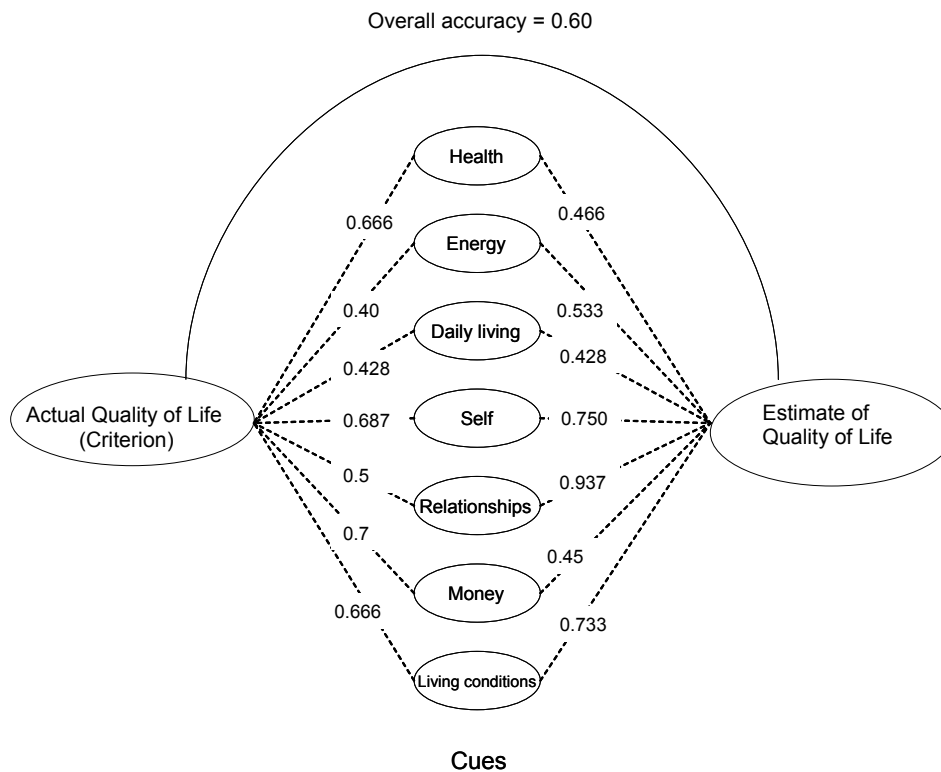 Overall accuracy = 0.60
Health
0.666
0.466
Energy
0.40
0.533
Daily living
0.428
0.428
Actual Quality of Life
(Criterion)
0.687
Self
0.750
Estimate of
Quality of Life
0.5
0.937
Relationships
0.7
0.45
Money
0.666
0.733
Living conditions
Cues